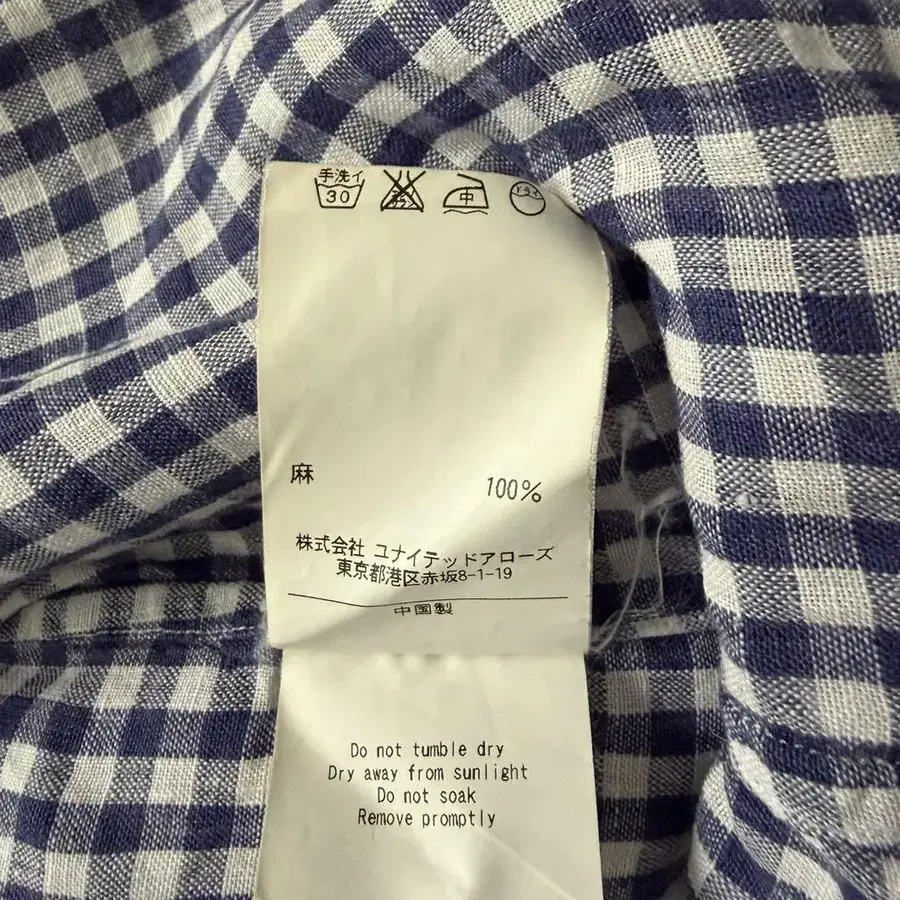 手洗イ
30
中
ドライ
麻 100%
株式会社 ユナイテッドアローズ
東京都港区赤坂8-1-19
中国製
Do not tumble dry
Dry away from sunlight
Do not soak
Remove promptly